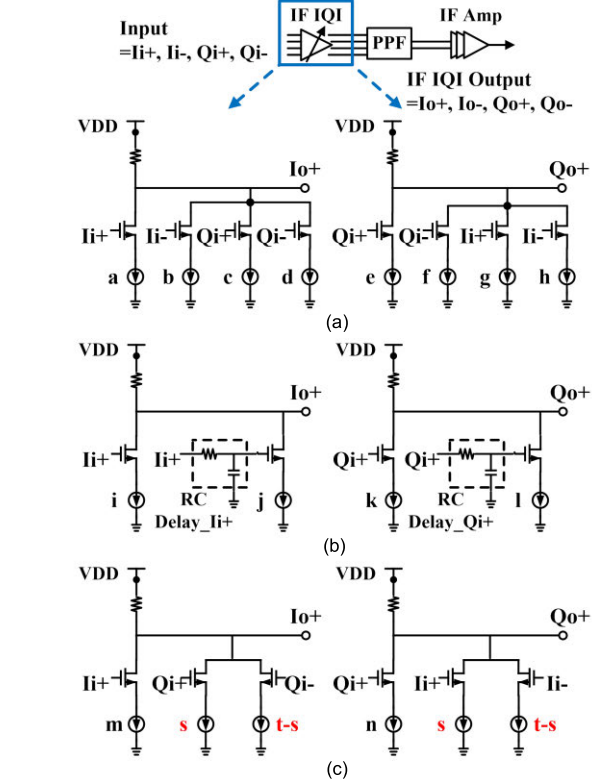 IF IQI
IF Amp
Input
=Ii+, Ii-, Qi+, Qi-
PPF
IF IQI Output
=Io+, Io-, Qo+, Qo-
VDD
Io+
VDD
Qo+
Ii+
Ii-
Qi+
Qi-
Qi+
Qi-
Ii+
Ii-
a
b
c
d
e
f
g
h
(a)
VDD
Io+
VDD
Qo+
Ii+
Ii+
Qi+
Qi+
i
RC
j
k
RC
l
Delay_Ii+
Delay_Qi+
(b)
VDD
Io+
VDD
Qo+
Ii+
Qi+
Qi-
Qi+
Ii+
Ii-
m
s
t-s
n
s
t-s
(c)